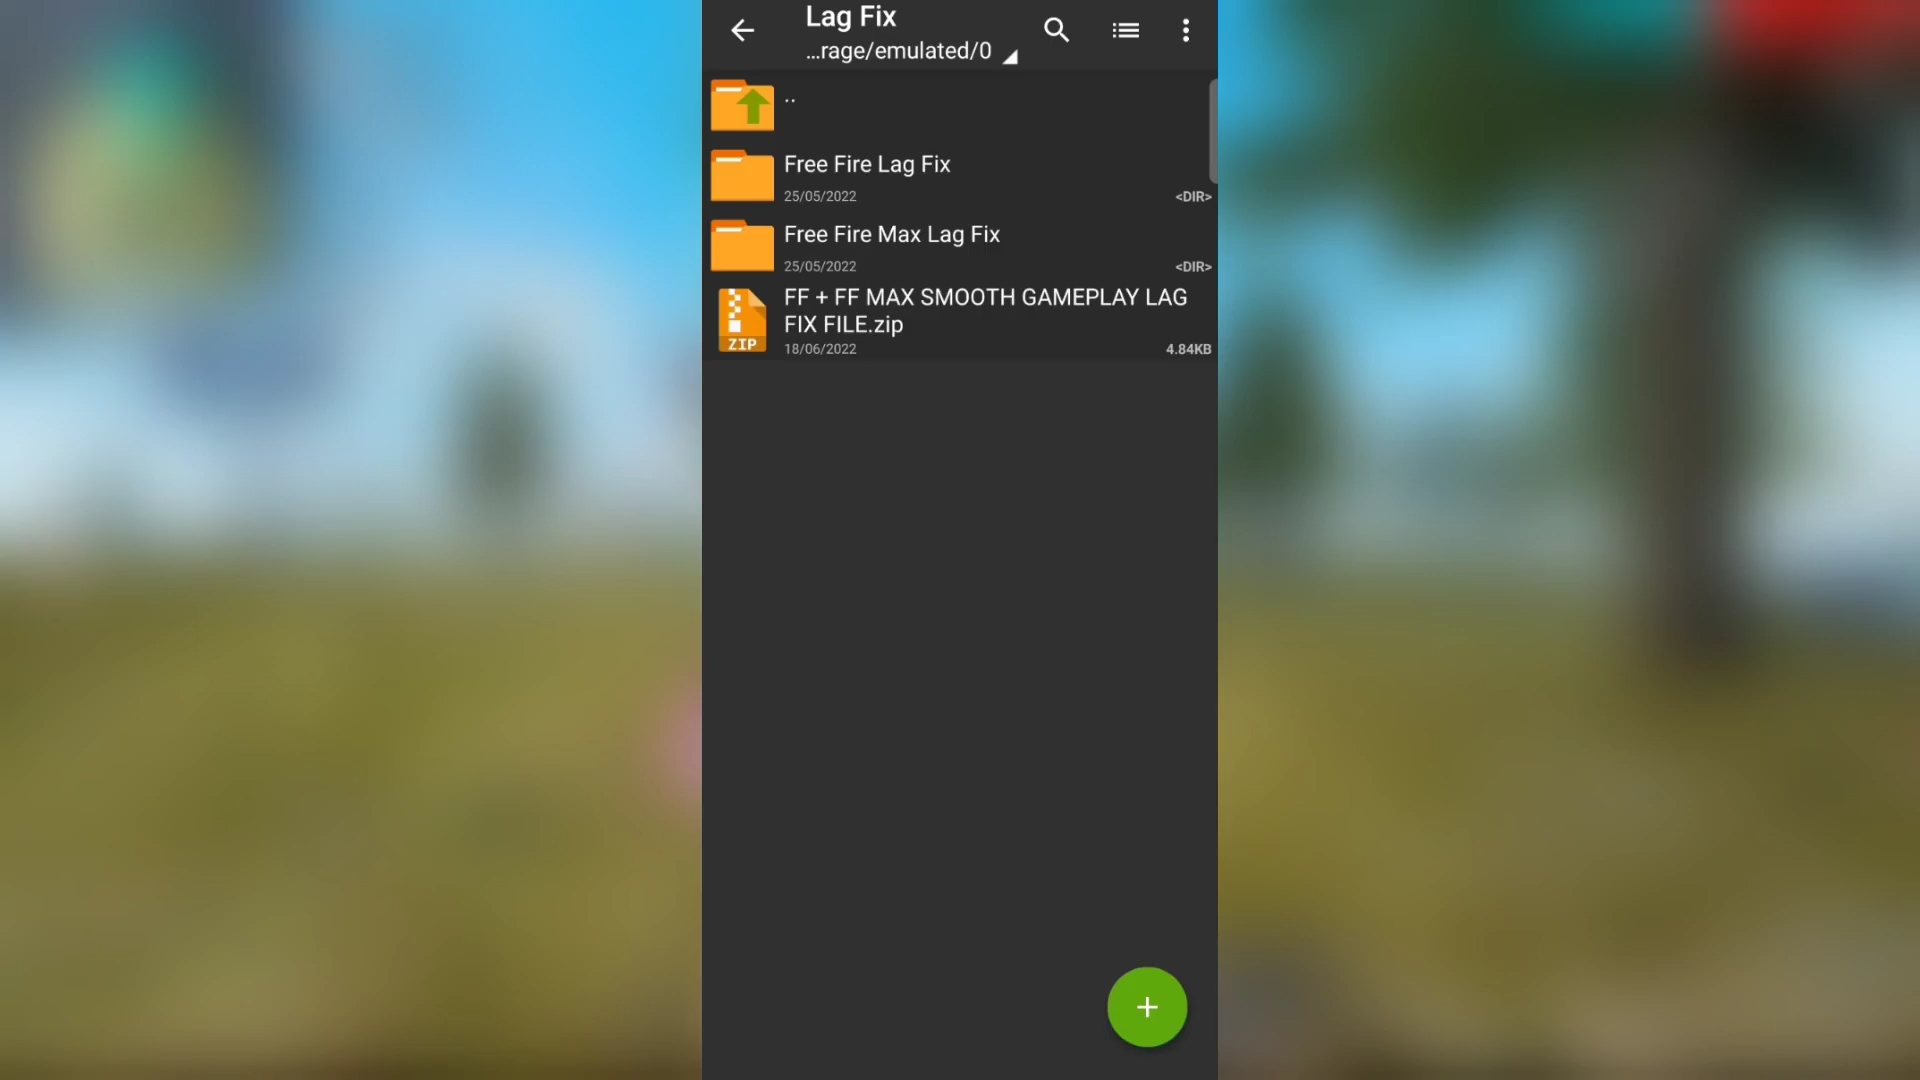 Lag Fix
...rage/emulated/0
..
Free Fire Lag Fix
25/05/2022 <DIR>
Free Fire Max Lag Fix
25/05/2022 <DIR>
FF + FF MAX SMOOTH GAMEPLAY LAG
FIX FILE.zip
ZIP
18/06/2022 4.84KB